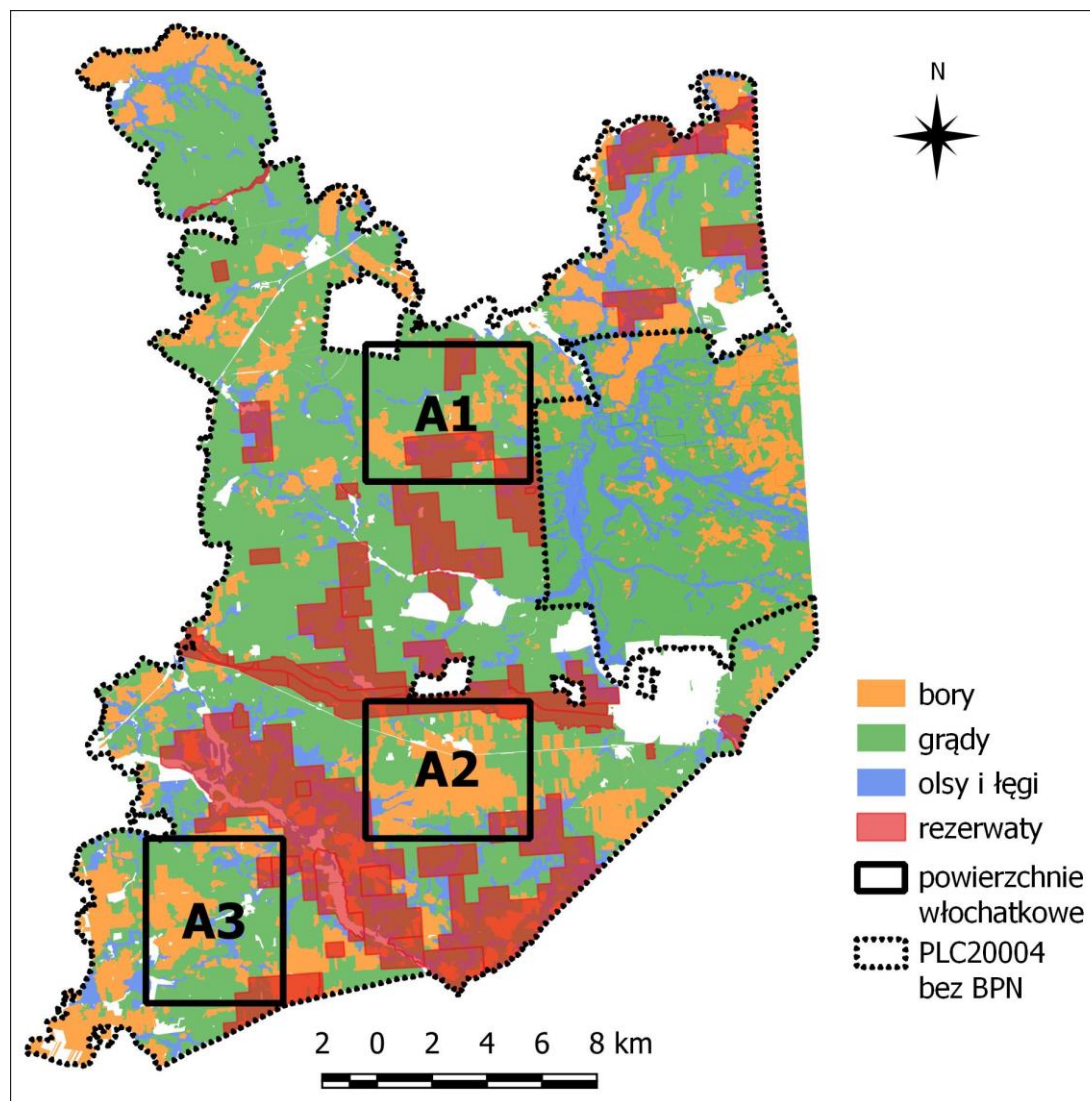 N
A1
A2
A3
bory
grądy
olsy i łęgi
rezerwaty
powierzchnie
włochatkowe
PLC20004
bez BPN
2 0 2 4 6 8 km